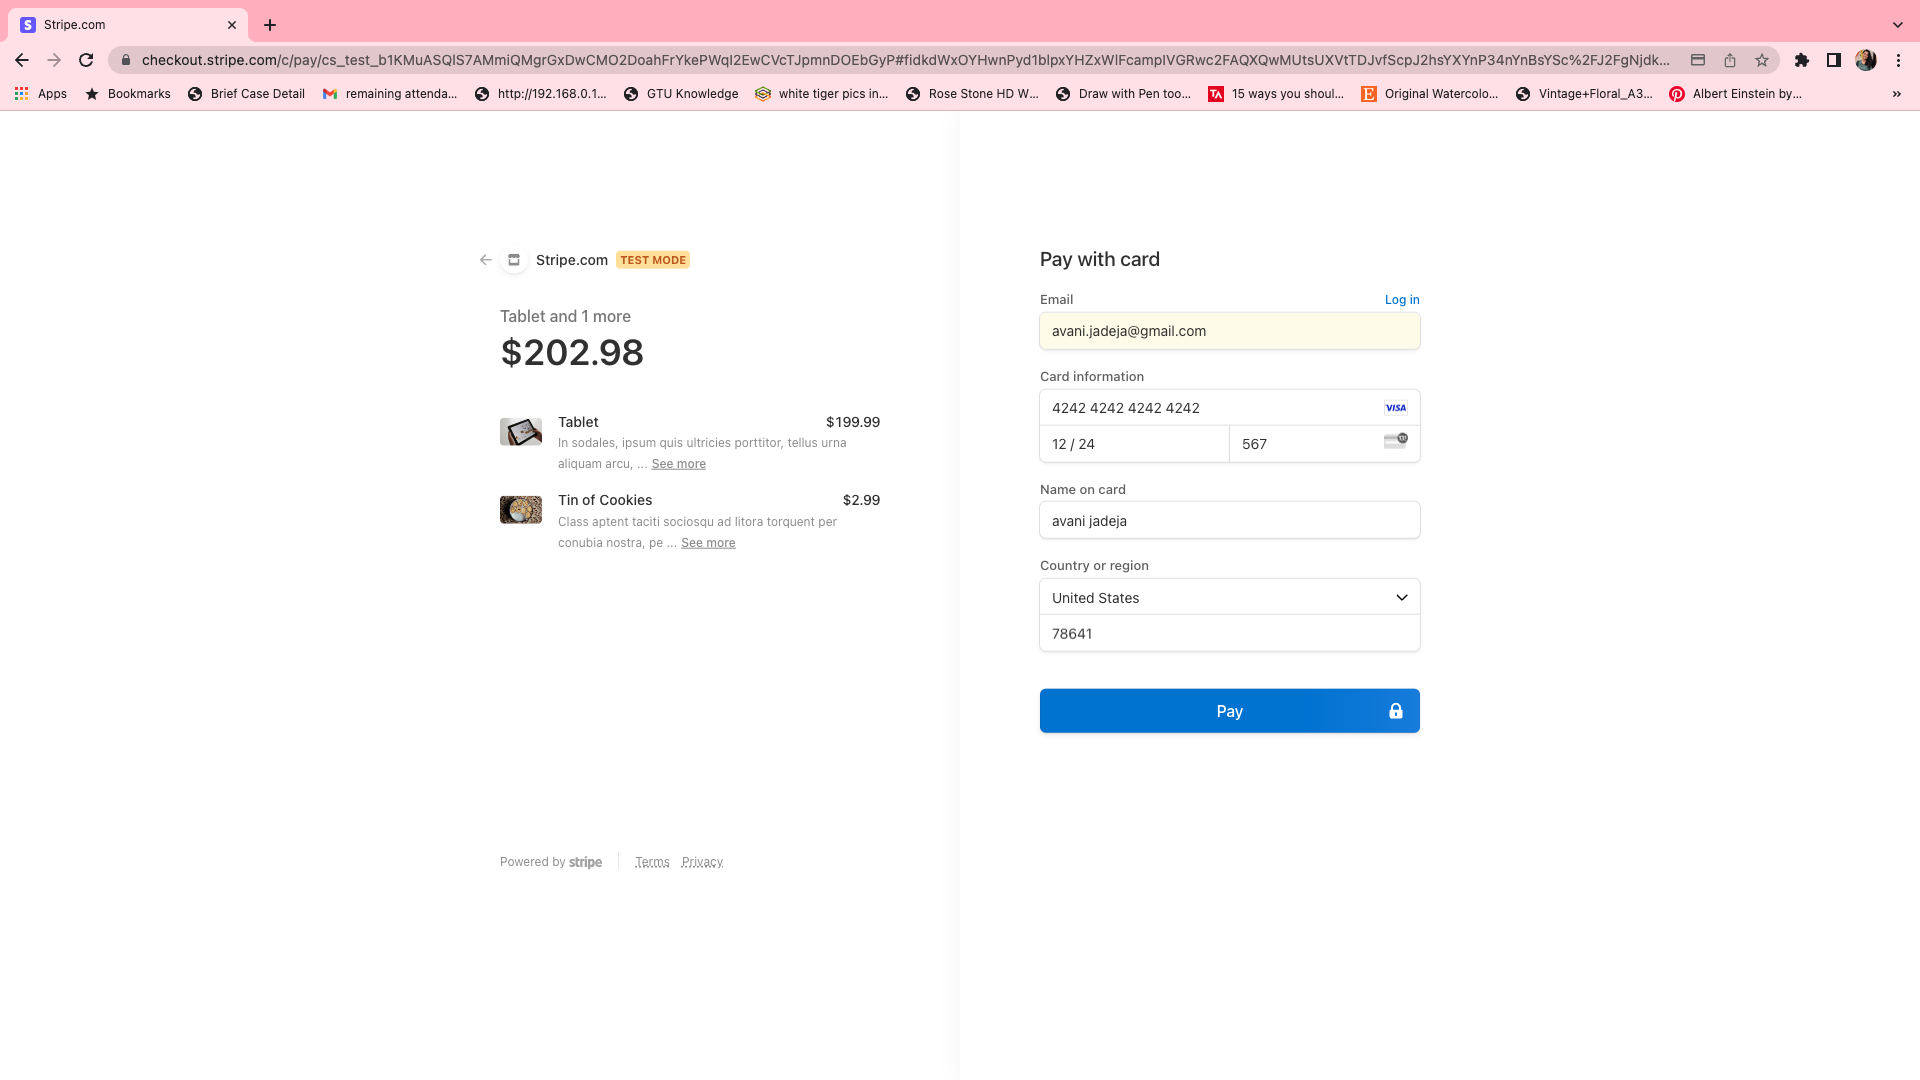 Stripe.com
checkout.stripe.com/c/pay/cs_test_b1KMuASQlS7AMmiQMgrGxDwCMO2DoahFrYkePWqI2EwCVcTJpmnDOEbGyP#fidkdWxOYHwnPyd1blpxYHZxWlFcampIVGRwc2FAQXQwMUtsUXVtTDJvfScpJ2hsYXYnP34nYnBsYSc%2FJ2FgNjdk...
Apps
Bookmarks
Brief Case Detail
remaining attenda...
http://192.168.0.1...
GTU Knowledge
white tiger pics in...
Rose Stone HD W...
Draw with Pen too...
15 ways you shoul...
Original Watercolo...
Vintage+Floral_A3...
Albert Einstein by...
Stripe.com TEST MODE
Tablet and 1 more
$202.98
Tablet $199.99
In sodales, ipsum quis ultricies porttitor, tellus urna
aliquam arcu, ... See more
Tin of Cookies $2.99
Class aptent taciti sociosqu ad litora torquent per
conubia nostra, pe ... See more
Powered by stripe Terms Privacy
Pay with card
Email Log in
avani.jadeja@gmail.com
Card information
4242 4242 4242 4242 VISA
12 / 24 567
Name on card
avani jadeja
Country or region
United States
78641
Pay